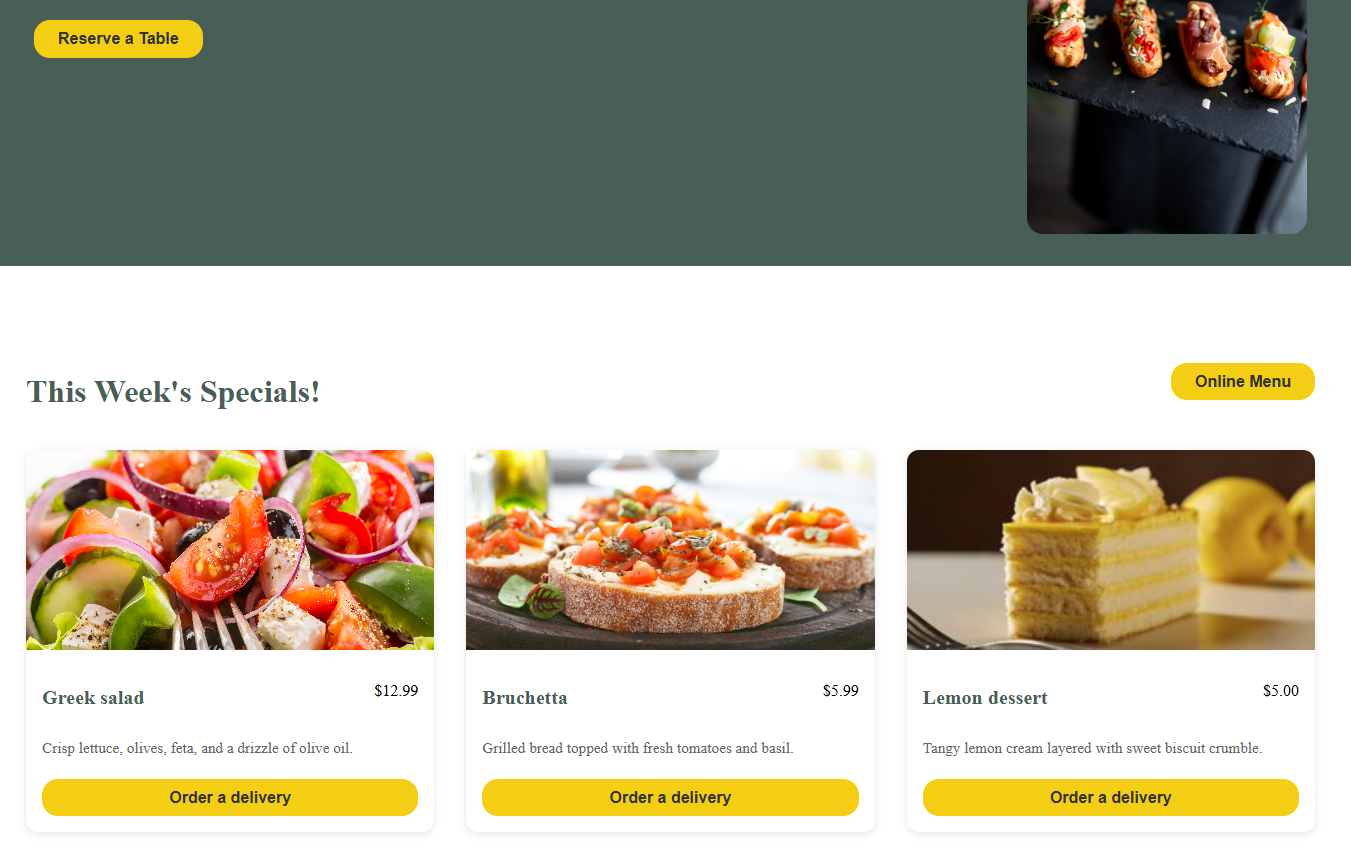 Reserve a Table
This Week's Specials!
Online Menu
Greek salad
$12.99
Crisp lettuce, olives, feta, and a drizzle of olive oil.
Order a delivery
Bruchetta
$5.99
Grilled bread topped with fresh tomatoes and basil.
Order a delivery
Lemon dessert
$5.00
Tangy lemon cream layered with sweet biscuit crumble.
Order a delivery